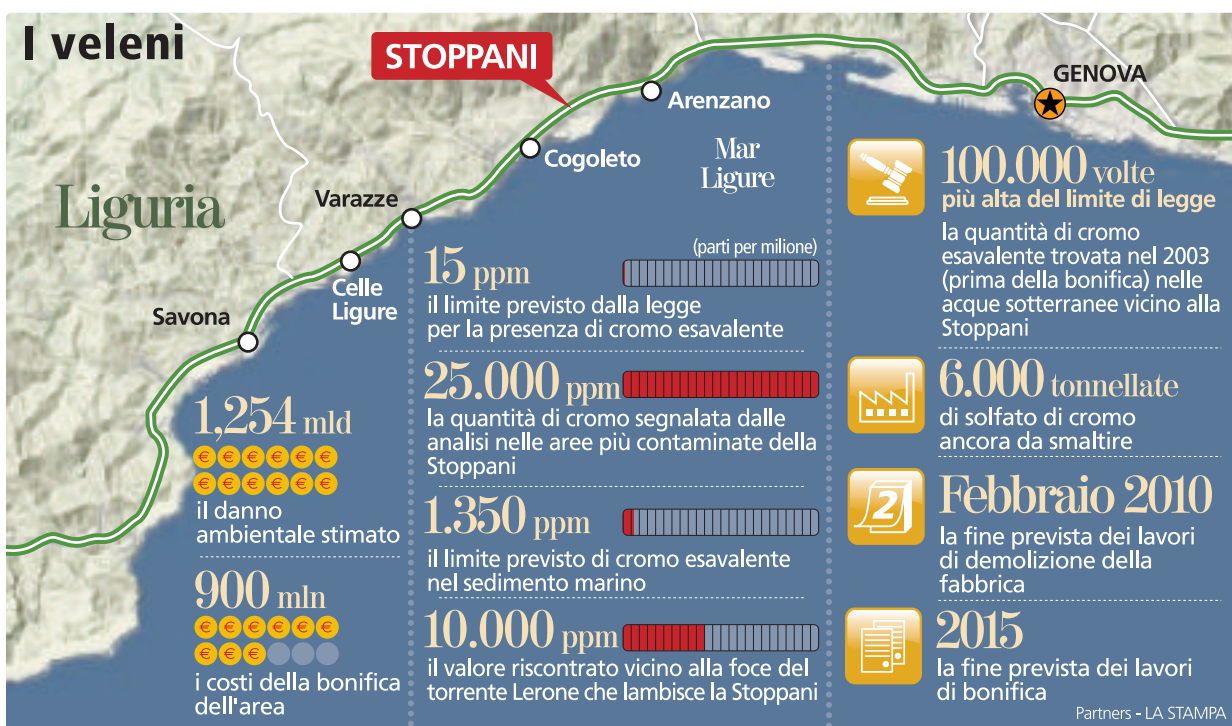 I veleni
STOPPANI
GENOVA
Arenzano
Cogoleto
Mar
Ligure
Liguria
Varazze
Celle
Ligure
Savona
1,254 mld
€ € € € € €
€ € € € € €
il danno
ambientale stimato
900 mln
€ € € € € €
€ € €
i costi della bonifica
dell'area
(parti per milione)
15 ppm
il limite previsto dalla legge
per la presenza di cromo esavalente
25.000 ppm
la quantità di cromo segnalata dalle
analisi nelle aree più contaminate della
Stoppani
1.350 ppm
il limite previsto di cromo esavalente
nel sedimento marino
10.000 ppm
il valore riscontrato vicino alla foce del
torrente Lerone che lambisce la Stoppani
100.000 volte
più alta del limite di legge
la quantità di cromo
esavalente trovata nel 2003
(prima della bonifica) nelle
acque sotterranee vicino alla
Stoppani
6.000 tonnellate
di solfato di cromo
ancora da smaltire
2
Febbraio 2010
la fine prevista dei lavori
di demolizione della
fabbrica
2015
la fine prevista dei lavori
di bonifica
Partners - LA STAMPA